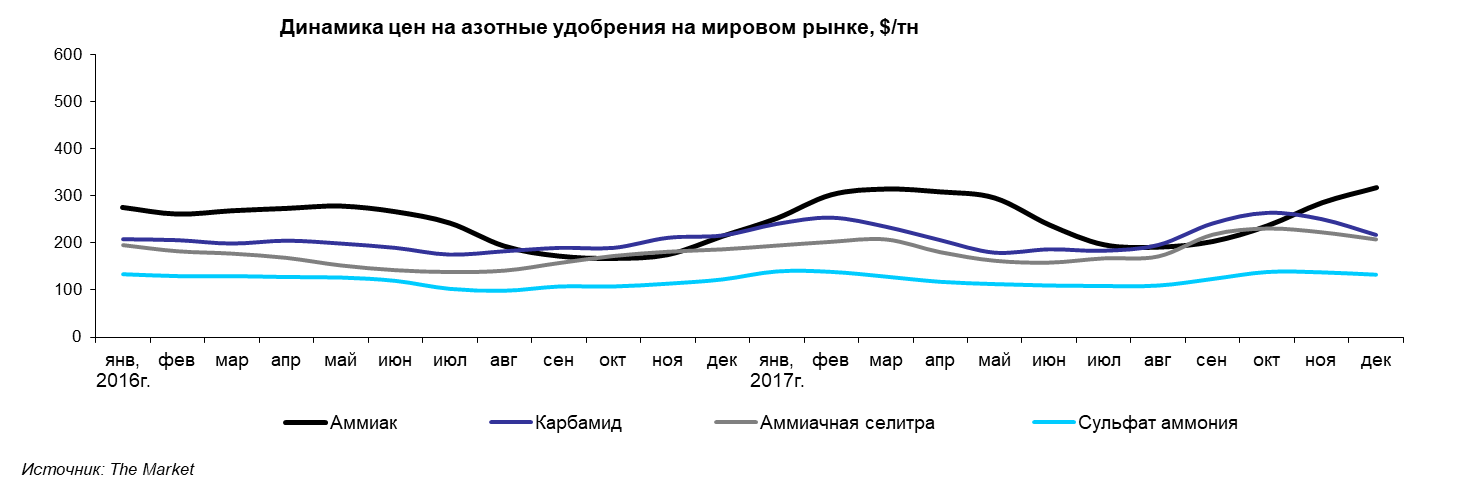 Динамика цен на азотные удобрения на мировом рынке, $/тн
600
500
400
300
200
100
0
янв, фев мар апр май июн июл авг сен окт ноя дек янв, фев мар апр май июн июл авг сен окт ноя дек
2016г. 2017г.
Аммиак Карбамид Аммиачная селитра Сульфат аммония
Источник: The Market